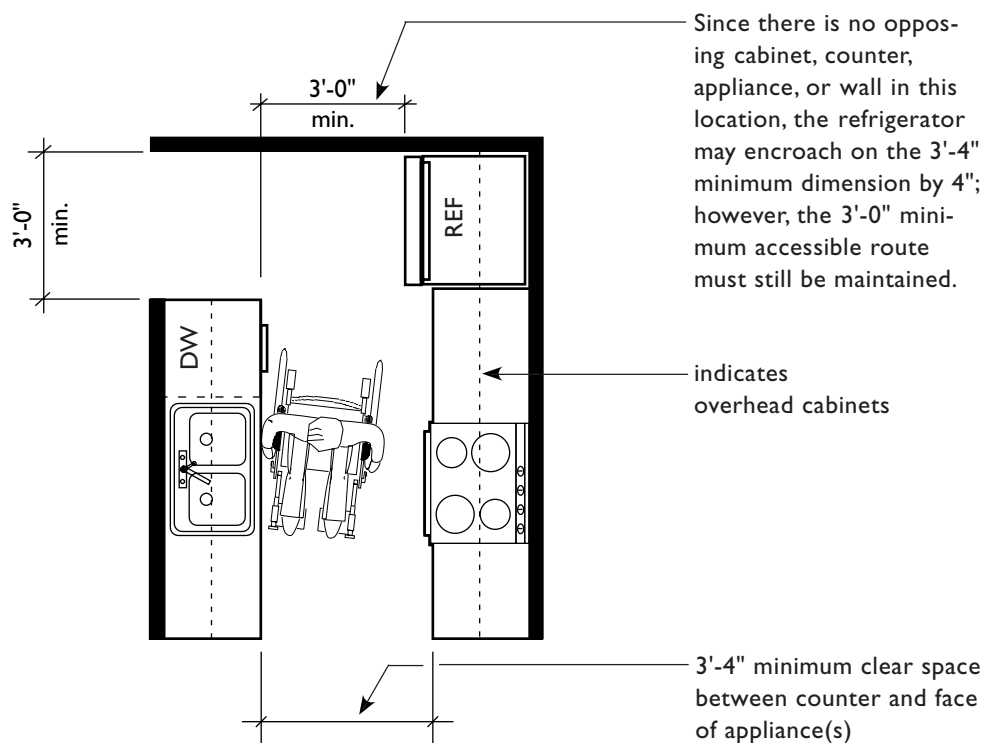 Since there is no oppos-
ing cabinet, counter,
appliance, or wall in this
location, the refrigerator
may encroach on the 3'-4"
minimum dimension by 4";
however, the 3'-0" mini-
mum accessible route
must still be maintained.
3'-0"
min.
3'-0"
min.
REF
DW
indicates
overhead cabinets
3'-4" minimum clear space
between counter and face
of appliance(s)